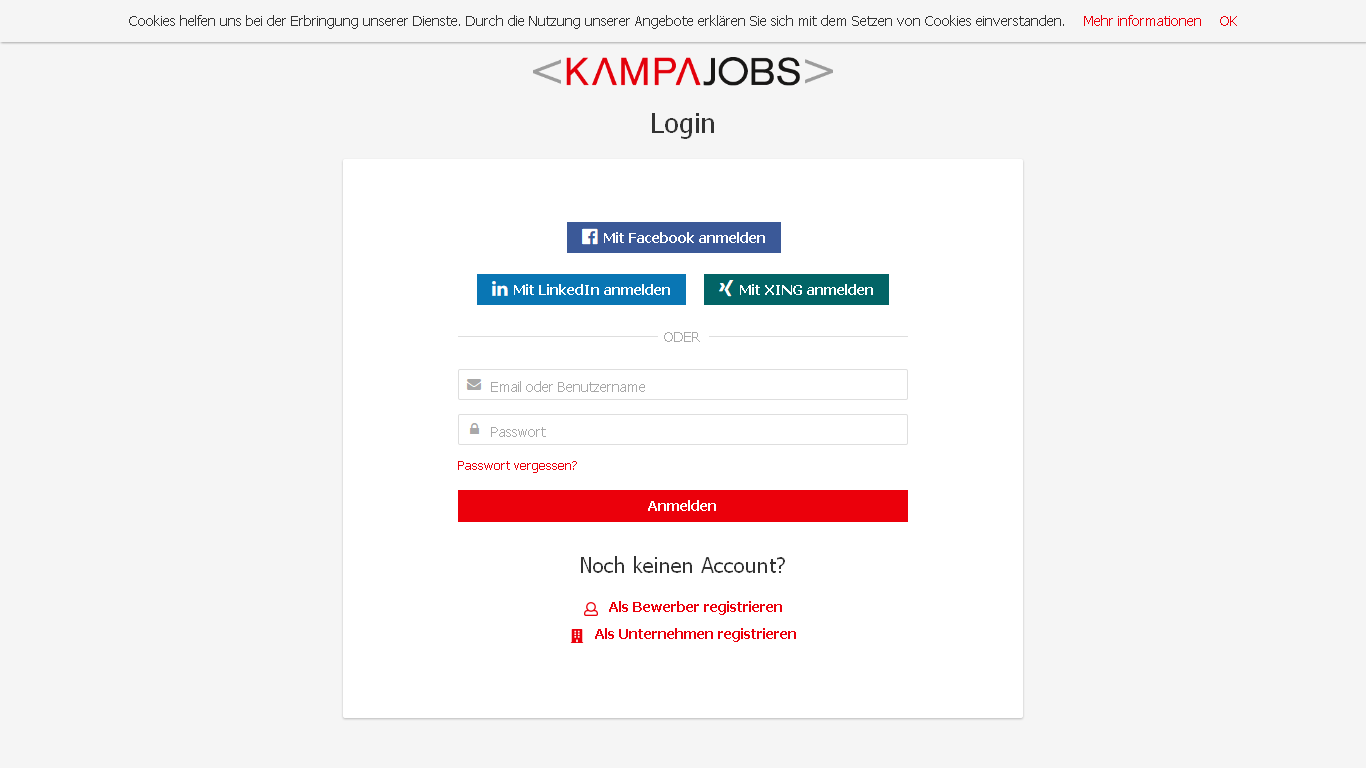 Cookies helfen uns bei der Erbringung unserer Dienste. Durch die Nutzung unserer Angebote erklären Sie sich mit dem Setzen von Cookies einverstanden. Mehr informationen OK
<KAMPAJOBS>
Login
Mit Facebook anmelden
Mit LinkedIn anmelden Mit XING anmelden
ODER
Email oder Benutzername
Passwort
Passwort vergessen?
Anmelden
Noch keinen Account?
Als Bewerber registrieren
Als Unternehmen registrieren